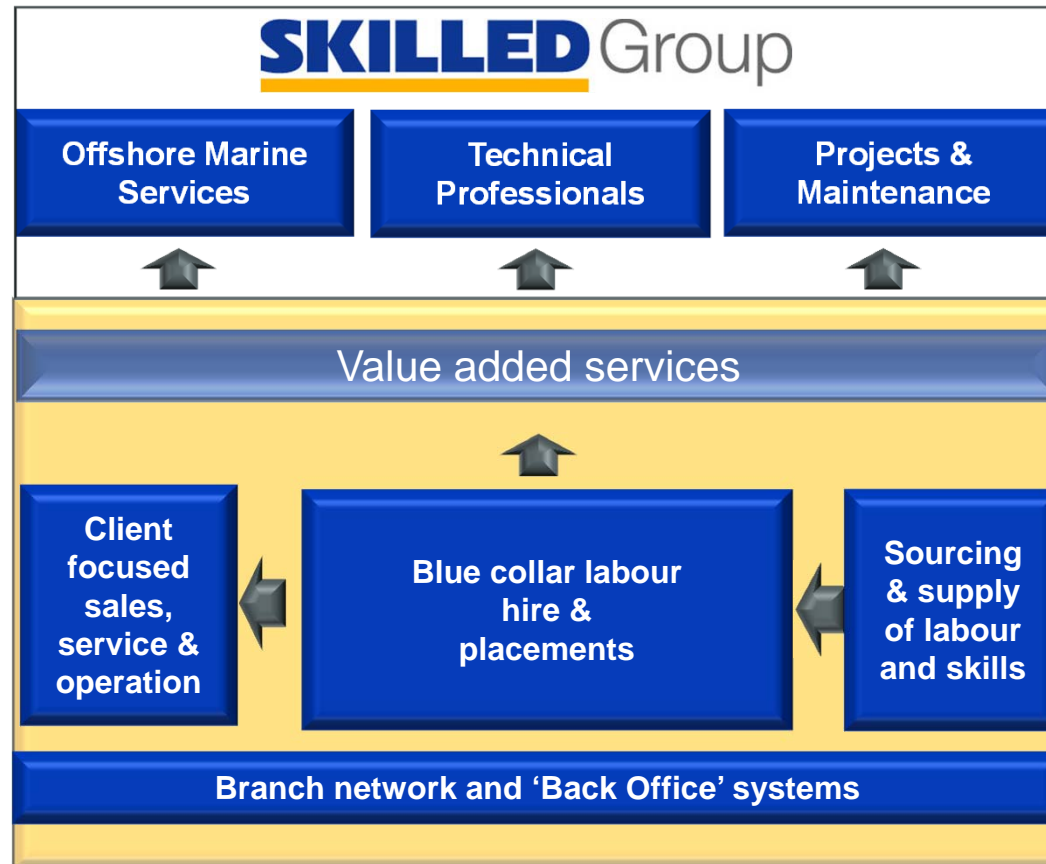 SKILLED Group
Offshore Marine
Services
Technical
Professionals
Projects &
Maintenance
Value added services
Client
focused
sales,
service &
operation
Blue collar labour
hire &
placements
Sourcing
& supply
of labour
and skills
Branch network and ‘Back Office’ systems